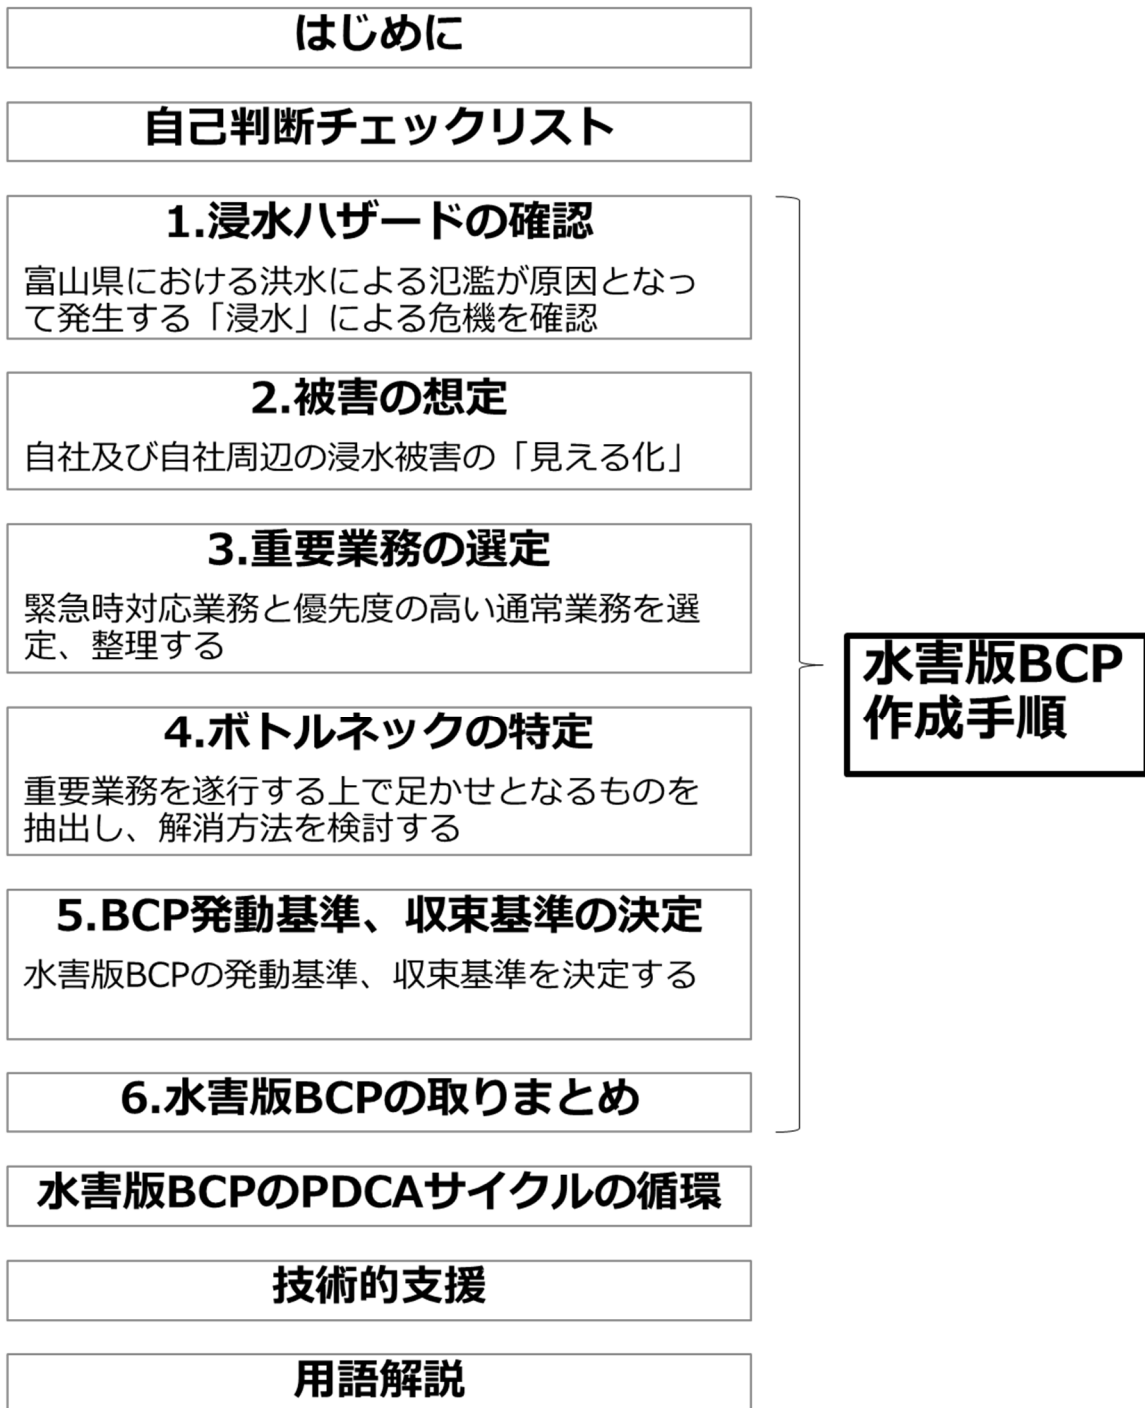 はじめに
自己判断チェックリスト
1.浸水ハザードの確認
富山県における洪水による氾濫が原因となっ
て発生する「浸水」による危機を確認
2.被害の想定
自社及び自社周辺の浸水被害の「見える化」
3.重要業務の選定
緊急時対応業務と優先度の高い通常業務を選
定、整理する
4.ボトルネックの特定
重要業務を遂行する上で足かせとなるものを
抽出し、解消方法を検討する
5.BCP発動基準、収束基準の決定
水害版BCPの発動基準、収束基準を決定する
6.水害版BCPの取りまとめ
水害版BCP
作成手順
水害版BCPのPDCAサイクルの循環
技術的支援
用語解説